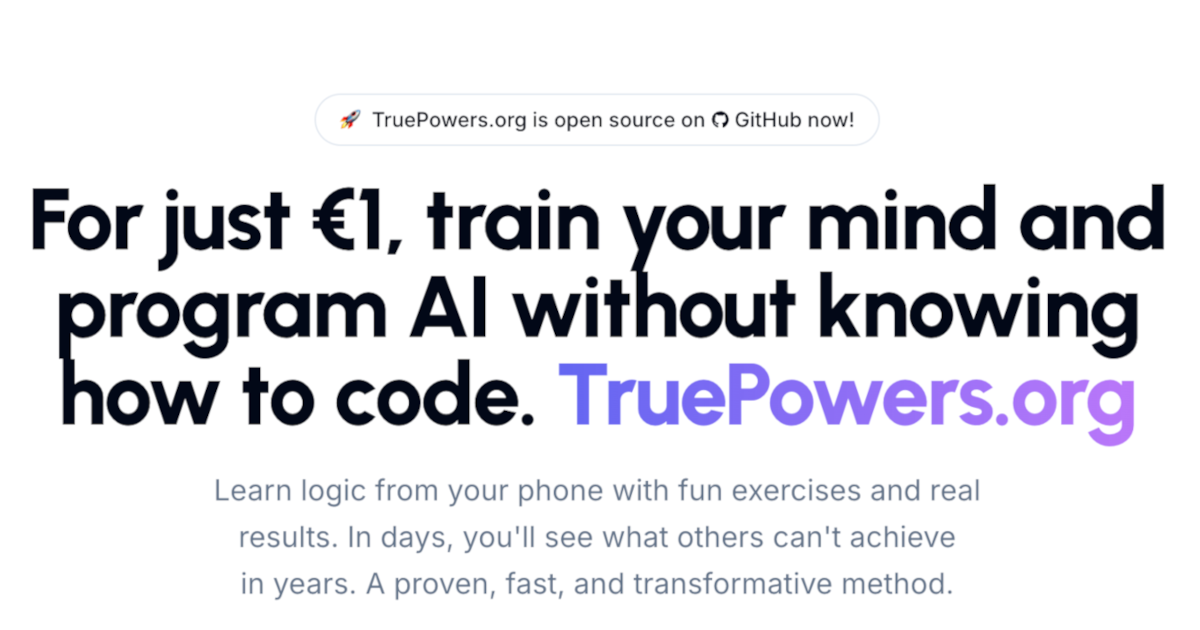 🚀 TruePowers.org is open source on GitHub now!
For just €1, train your mind and
program AI without knowing
how to code. TruePowers.org
Learn logic from your phone with fun exercises and real
results. In days, you'll see what others can't achieve
in years. A proven, fast, and transformative method.